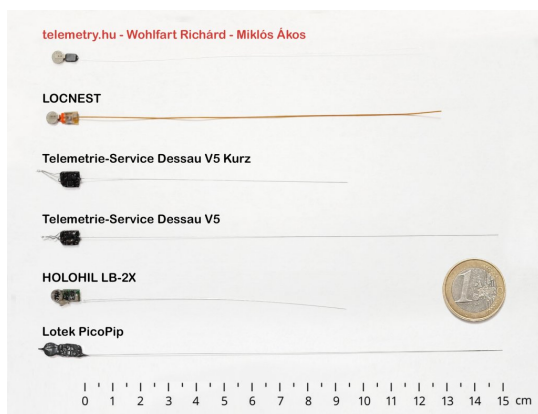 telemetry.hu - Wohlfart Richárd - Miklós Ákos
LOCNEST
Telemetrie-Service Dessau V5 Kurz
Telemetrie-Service Dessau V5
HOLOHIL LB-2X
1
Lotek PicoPip
0 1 2 3 4 5 6 7 8 9 10 11 12 13 14 15 cm